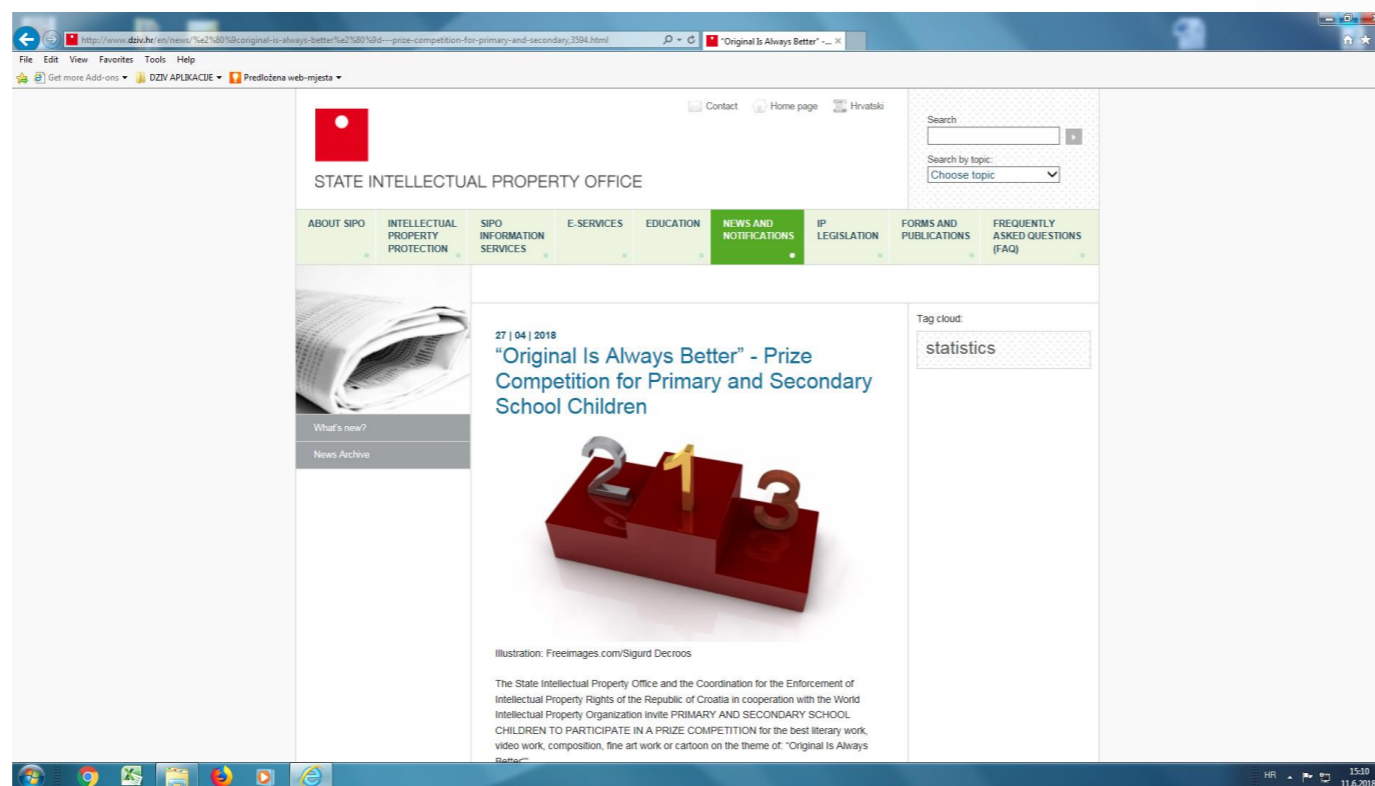 http://www.dziv.hr/en/news/%e2%80%9coriginal-is-always-better%e2%80%9d---prize-competition-for-primary-and-secondary,3594.html
"Original Is Always Better" -...
File Edit View Favorites Tools Help
Get more Add-ons DZIV APLIKACIJE Predložena web-mjesta
Contact Home page Hrvatski
Search
Search by topic:
Choose topic
STATE INTELLECTUAL PROPERTY OFFICE
ABOUT SIPO
INTELLECTUAL
PROPERTY
PROTECTION
SIPO
INFORMATION
SERVICES
E-SERVICES
EDUCATION
NEWS AND
NOTIFICATIONS
IP
LEGISLATION
FORMS AND
PUBLICATIONS
FREQUENTLY
ASKED QUESTIONS
(FAQ)
What's new?
News Archive
27 | 04 | 2018
“Original Is Always Better” - Prize
Competition for Primary and Secondary
School Children
2 1 3
Illustration: Freeimages.com/Sigurd Decroos
The State Intellectual Property Office and the Coordination for the Enforcement of
Intellectual Property Rights of the Republic of Croatia in cooperation with the World
Intellectual Property Organization invite PRIMARY AND SECONDARY SCHOOL
CHILDREN TO PARTICIPATE IN A PRIZE COMPETITION for the best literary work,
video work, composition, fine art work or cartoon on the theme of: “Original Is Always
Better”
Tag cloud:
statistics
HR
15:10
11.6.2018